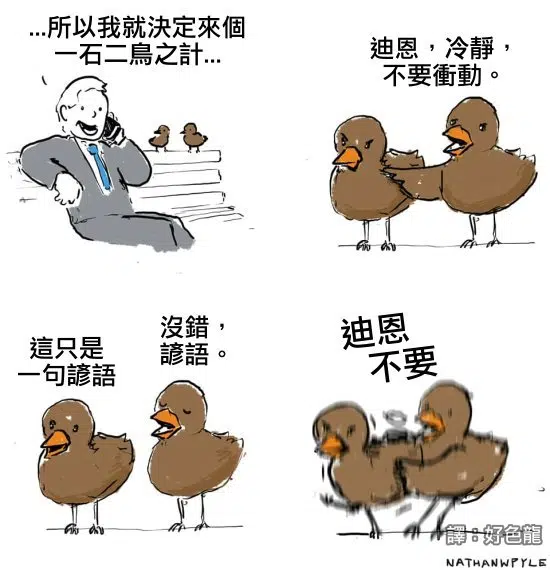 ...所以我就決定來個
一石二鳥之計...
迪恩，冷靜，
不要衝動。
這只是
一句諺語
沒錯，
諺語。
迪恩
不要
譯：好色龍
NATHANWPYLE